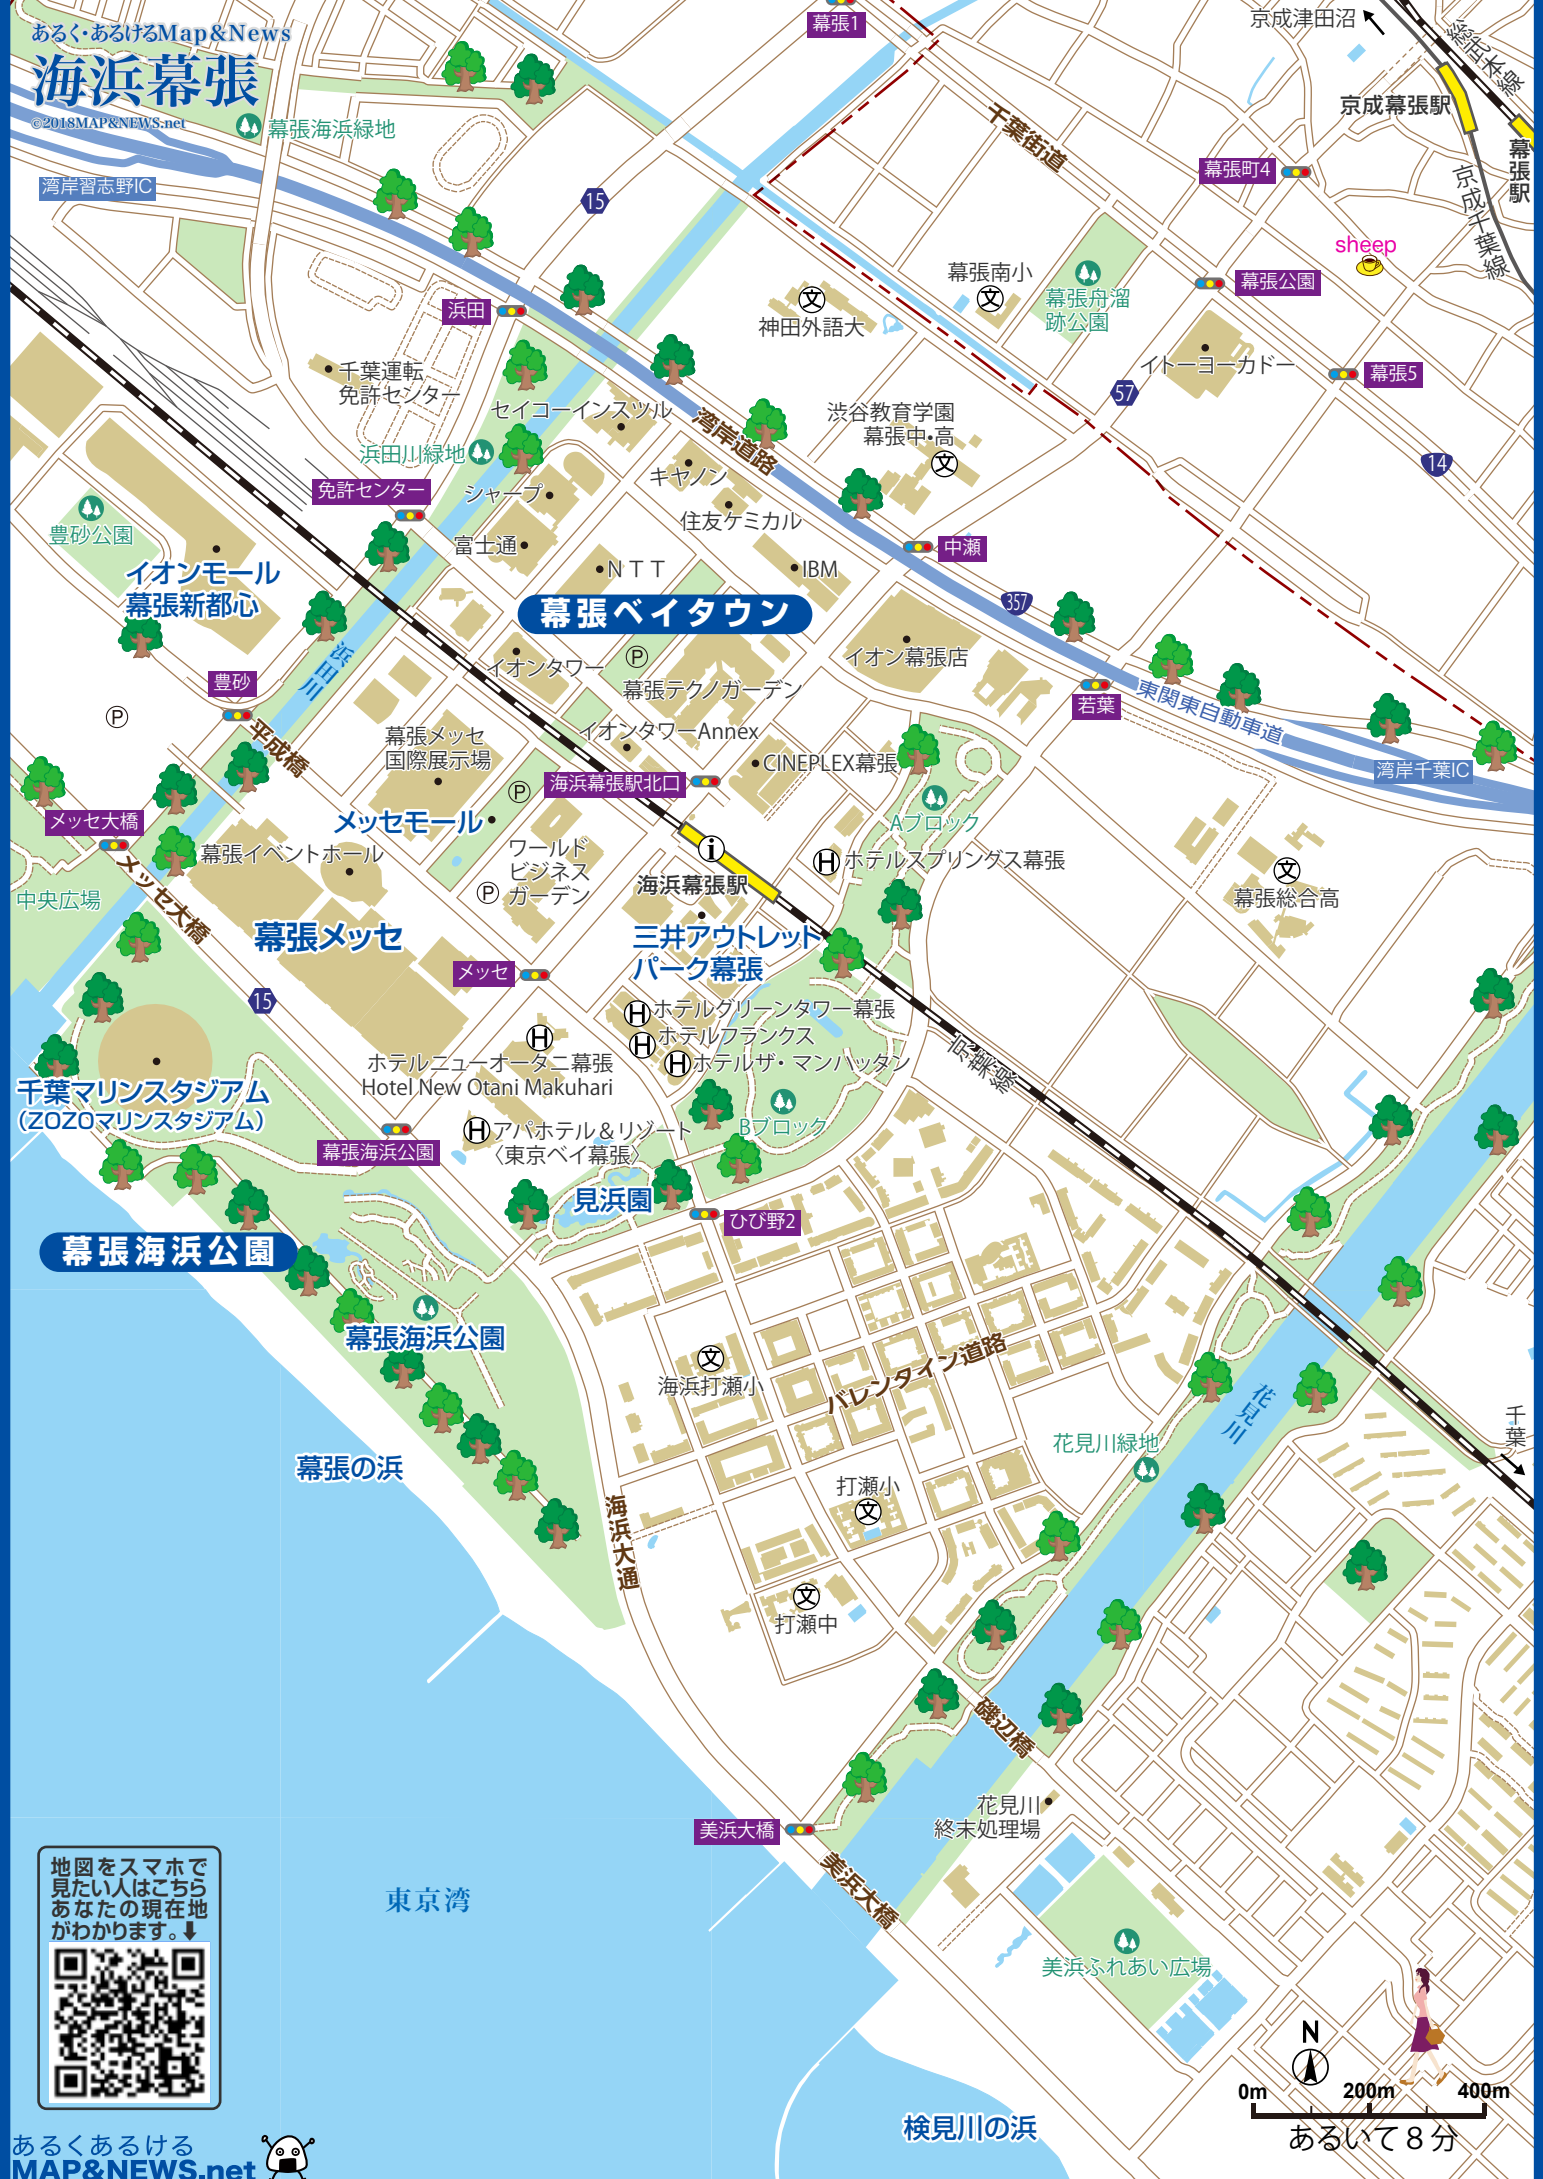 あるく・あるけるMap&News
海浜幕張
©2018MAP&NEWS.net
幕張海浜緑地
湾岸習志野IC
幕張1
京成津田沼
総武本線
京成幕張駅
幕張駅
京成千葉線
千葉街道
幕張町4
sheep
15
幕張公園
浜田
幕張南小
文
幕張舟溜
跡公園
文
神田外語大
イトーヨーカドー
幕張5
57
14
千葉運転
免許センター
セイコーインスツル
湾岸道路
渋谷教育学園
幕張中・高
文
浜田川緑地
キヤノン
免許センター
シャープ
住友ケミカル
豊砂公園
富士通
中瀬
NTT
IBM
イオンモール
幕張新都心
幕張ベイタウン
357
浜田川
イオンタワー
P
イオン幕張店
幕張テクノガーデン
豊砂
若葉
東関東自動車道
P
平成橋
幕張メッセ
国際展示場
イオンタワーAnnex
CINEPLEX幕張
湾岸千葉IC
海浜幕張駅北口
P
Aブロック
メッセ大橋
メッセモール
幕張イベントホール
ワールド
ビジネス
ガーデン
P
i
海浜幕張駅
H
ホテルスプリングス幕張
文
幕張総合高
中央広場
メッセ大橋
幕張メッセ
三井アウトレット
パーク幕張
メッセ
15
H
ホテルグリーンタワー幕張
H
ホテルフランクス
H
ホテルザ・マンハッタン
京葉線
H
ホテルニューオータニ幕張
Hotel New Otani Makuhari
千葉マリンスタジアム
(ZOZOマリンスタジアム)
Bブロック
H
アパホテル&リゾート
〈東京ベイ幕張〉
幕張海浜公園
見浜園
ひび野2
幕張海浜公園
幕張海浜公園
文
海浜打瀬小
バレンタイン道路
花見川
千葉
花見川緑地
幕張の浜
打瀬小
文
海浜大通
文
打瀬中
磯辺橋
花見川
終末処理場
美浜大橋
美浜大橋
地図をスマホで
見たい人はこちら
あなたの現在地
がわかります。⬇
東京湾
美浜ふれあい広場
N
0m 200m 400m
あるいて8分
検見川の浜
あるくあるける
MAP&NEWS.net